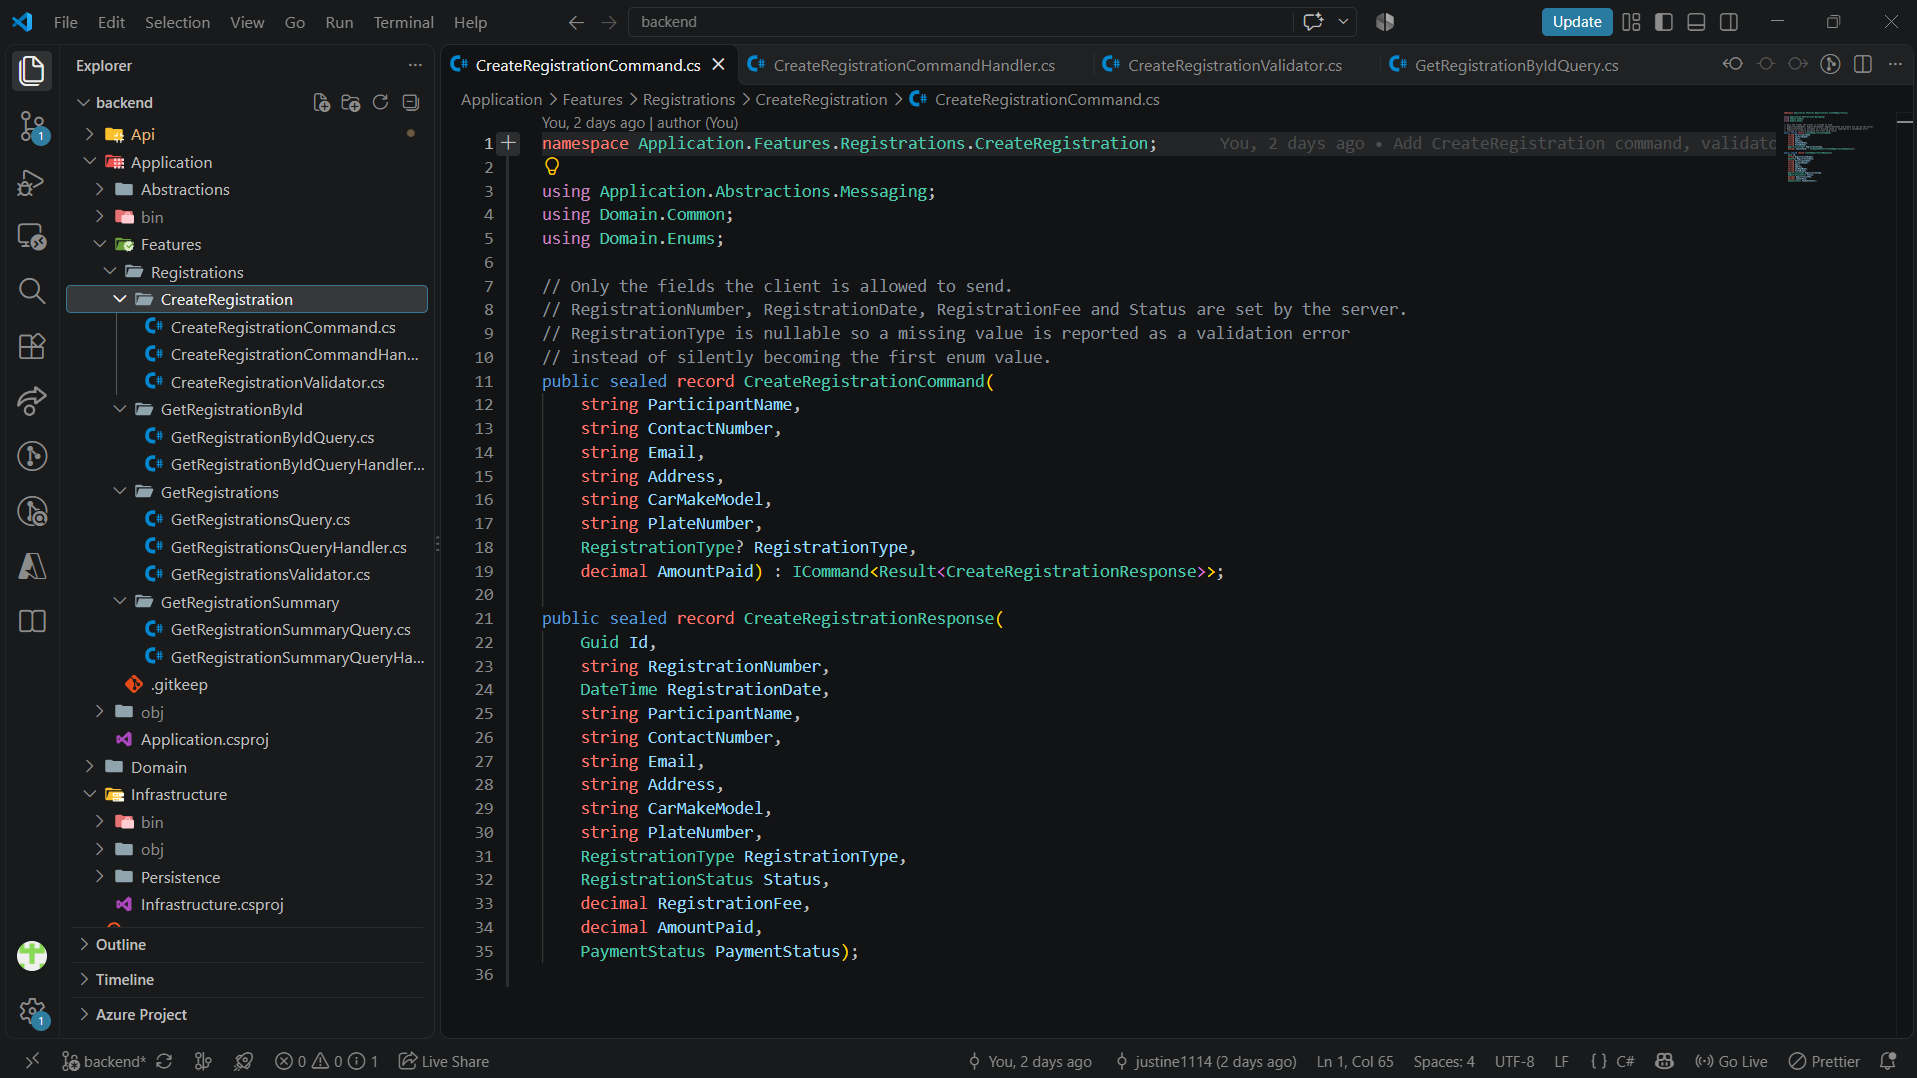 File Edit Selection View Go Run Terminal Help
backend
Update
Explorer
backend
Api
Application
Abstractions
bin
Features
Registrations
CreateRegistration
CreateRegistrationCommand.cs
CreateRegistrationCommandHan...
CreateRegistrationValidator.cs
GetRegistrationById
GetRegistrationByIdQuery.cs
GetRegistrationByIdQueryHandler...
GetRegistrations
GetRegistrationsQuery.cs
GetRegistrationsQueryHandler.cs
GetRegistrationsValidator.cs
GetRegistrationSummary
GetRegistrationSummaryQuery.cs
GetRegistrationSummaryQueryHa...
.gitkeep
obj
Application.csproj
Domain
Infrastructure
bin
obj
Persistence
Infrastructure.csproj
Outline
Timeline
Azure Project
1
1
CreateRegistrationCommand.cs
CreateRegistrationCommandHandler.cs
CreateRegistrationValidator.cs
GetRegistrationByIdQuery.cs
Application > Features > Registrations > CreateRegistration > CreateRegistrationCommand.cs
You, 2 days ago | author (You)
1 namespace Application.Features.Registrations.CreateRegistration; You, 2 days ago • Add CreateRegistration command, validato
2
3 using Application.Abstractions.Messaging;
4 using Domain.Common;
5 using Domain.Enums;
6
7 // Only the fields the client is allowed to send.
8 // RegistrationNumber, RegistrationDate, RegistrationFee and Status are set by the server.
9 // RegistrationType is nullable so a missing value is reported as a validation error
10 // instead of silently becoming the first enum value.
11 public sealed record CreateRegistrationCommand(
12 string ParticipantName,
13 string ContactNumber,
14 string Email,
15 string Address,
16 string CarMakeModel,
17 string PlateNumber,
18 RegistrationType? RegistrationType,
19 decimal AmountPaid) : ICommand<Result<CreateRegistrationResponse>>;
20
21 public sealed record CreateRegistrationResponse(
22 Guid Id,
23 string RegistrationNumber,
24 DateTime RegistrationDate,
25 string ParticipantName,
26 string ContactNumber,
27 string Email,
28 string Address,
29 string CarMakeModel,
30 string PlateNumber,
31 RegistrationType RegistrationType,
32 RegistrationStatus Status,
33 decimal RegistrationFee,
34 decimal AmountPaid,
35 PaymentStatus PaymentStatus);
36
backend* 0 0 1 Live Share You, 2 days ago justine1114 (2 days ago) Ln 1, Col 65 Spaces: 4 UTF-8 LF { } C# Go Live Prettier